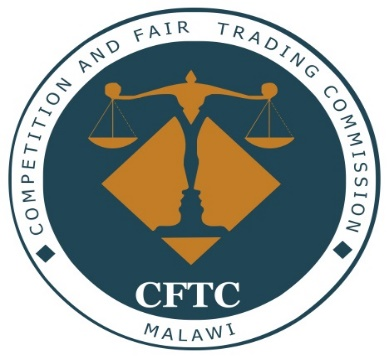 COMPETITION AND FAIR TRADING COMMISSION
CFTC
MALAWI